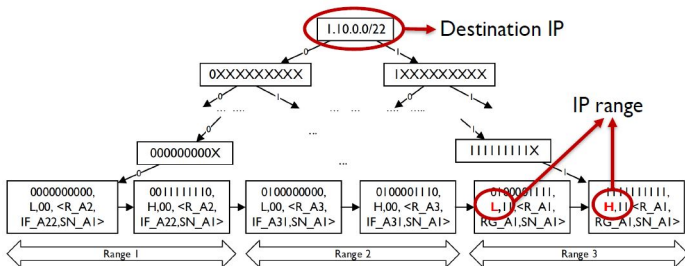 1.10.0.0/22
Destination IP
0
1
0XXXXXXXXX
1XXXXXXXXX
IP range
0
1
0
1
... ....
... ... .... .....
0
1
...
000000000X
111111111X
...
0
1
0000000000,
L,00, <R_A2,
IF_A22,SN_A1>
0011111110,
H,00, <R_A2,
IF_A22,SN_A1>
0100000000,
L,00, <R_A3,
IF_A31,SN_A1>
0100001110,
H,00, <R_A3,
IF_A31,SN_A1>
0100001111,
L,11,<R_A1,
RG_A1,SN_A1>
1111111111,
H,11,<R_A1,
RG_A1,SN_A1>
Range 1
Range 2
Range 3